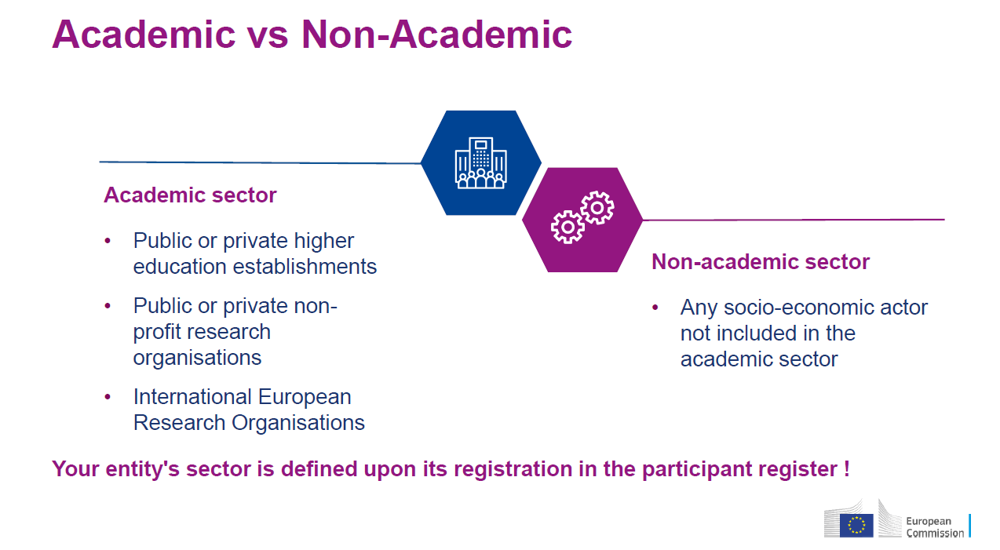 Academic vs Non-Academic
Academic sector
• Public or private higher
education establishments
• Public or private non-
profit research
organisations
• International European
Research Organisations
Non-academic sector
• Any socio-economic actor
not included in the
academic sector
Your entity's sector is defined upon its registration in the participant register !
European
Commission